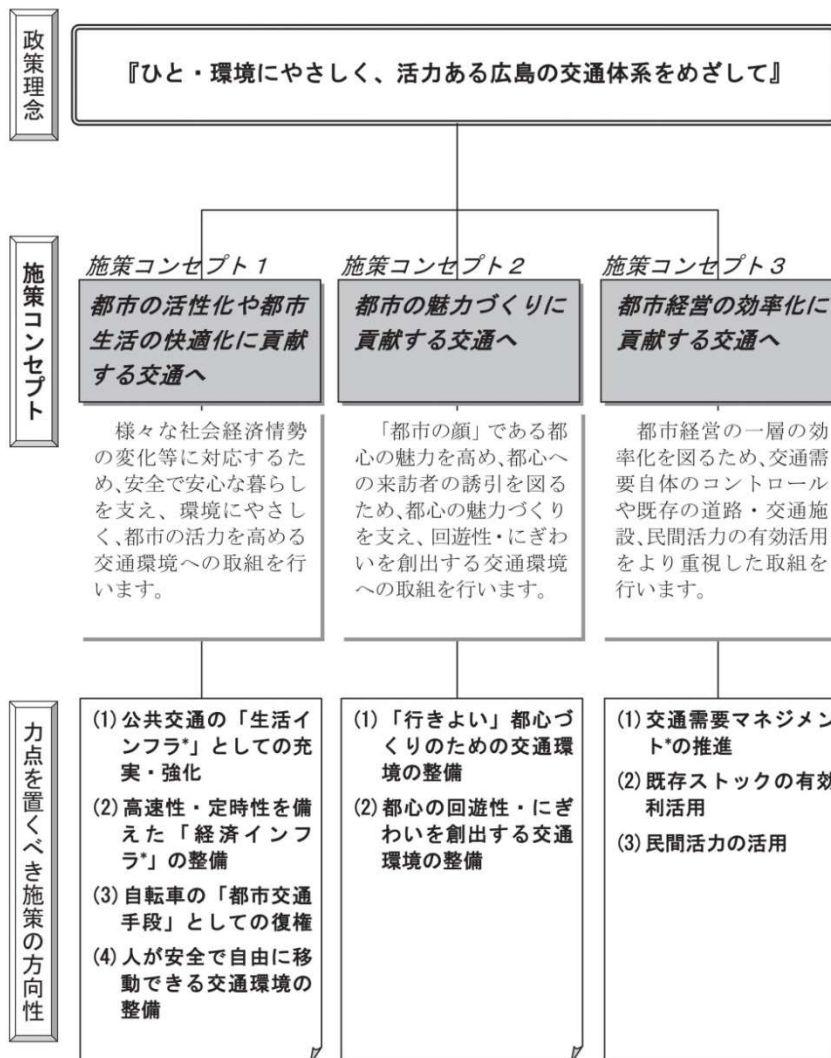 政策理念
『ひと・環境にやさしく、活力ある広島の交通体系をめざして』
施策コンセプト
施策コンセプト1
都市の活性化や都市
生活の快適化に貢献
する交通へ
様々な社会経済情勢
の変化等に対応するた
め、安全で安心な暮らし
を支え、環境にやさし
く、都市の活力を高める
交通環境への取組を行
います。
施策コンセプト2
都市の魅力づくりに
貢献する交通へ
「都市の顔」である都
心の魅力を高め、都心へ
の来訪者の誘引を図る
ため、都心の魅力づくり
を支え、回遊性・にぎわ
いを創出する交通環境
への取組を行います。
施策コンセプト3
都市経営の効率化に
貢献する交通へ
都市経営の一層の効
率化を図るため、交通需
要自体のコントロール
や既存の道路・交通施
設、民間活力の有効活用
をより重視した取組を
行います。
力点を置くべき施策の方向性
(1) 公共交通の「生活イ
ンフラ*」としての充
実・強化
(2) 高速性・定時性を備
えた「経済インフ
ラ*」の整備
(3) 自転車の「都市交通
手段」としての復権
(4) 人が安全で自由に移
動できる交通環境の
整備
(1) 「行きよい」都心づ
くりのための交通環
境の整備
(2) 都心の回遊性・にぎ
わいを創出する交通
環境の整備
(1) 交通需要マネジメン
ト*の推進
(2) 既存ストックの有効
利活用
(3) 民間活力の活用